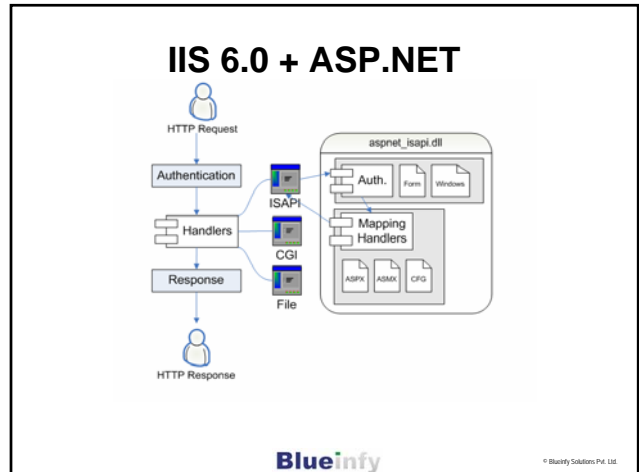 IIS 6.0 + ASP.NET
HTTP Request
Authentication
Handlers
Response
HTTP Response
ISAPI
CGI
File
aspnet_isapi.dll
Auth.
Form
Windows
Mapping
Handlers
ASPX
ASMX
CFG
Blueinfy
© Blueinfy Solutions Pvt. Ltd.